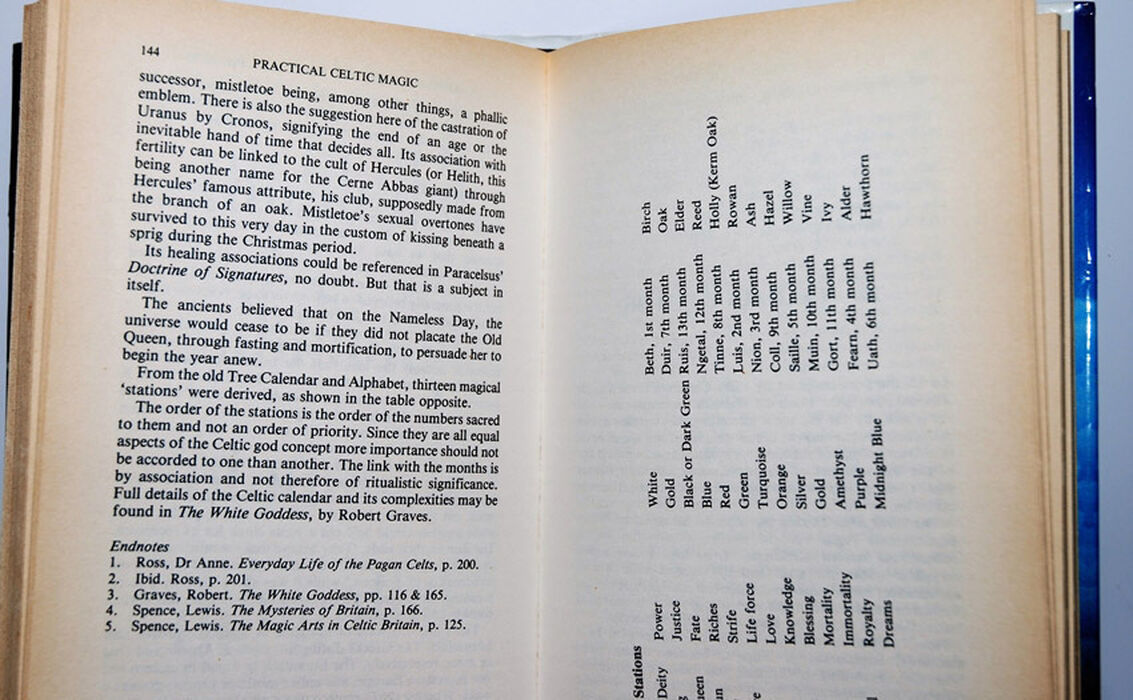 144
PRACTICAL CELTIC MAGIC
successor, mistletoe being, among other things, a phallic
emblem. There is also the suggestion here of the castration of
Uranus by Cronos, signifying the end of an age or the
inevitable hand of time that decides all. Its association with
fertility can be linked to the cult of Hercules (or Helith, this
being another name for the Cerne Abbas giant) through
Hercules' famous attribute, his club, supposedly made from
the branch of an oak. Mistletoe's sexual overtones have
survived to this very day in the custom of kissing beneath a
sprig during the Christmas period.
Its healing associations could be referenced in Paracelsus'
Doctrine of Signatures, no doubt. But that is a subject in
itself.
The ancients believed that on the Nameless Day, the
universe would cease to be if they did not placate the Old
Queen, through fasting and mortification, to persuade her to
begin the year anew.
From the old Tree Calendar and Alphabet, thirteen magical
'stations' were derived, as shown in the table opposite.
The order of the stations is the order of the numbers sacred
to them and not an order of priority. Since they are all equal
aspects of the Celtic god concept more importance should not
be accorded to one than another. The link with the months is
by association and not therefore of ritualistic significance.
Full details of the Celtic calendar and its complexities may be
found in The White Goddess, by Robert Graves.
Endnotes
1. Ross, Dr Anne. Everyday Life of the Pagan Celts, p. 200.
2. Ibid. Ross, p. 201.
3. Graves, Robert. The White Goddess, pp. 116 & 165.
4. Spence, Lewis. The Mysteries of Britain, p. 166.
5. Spence, Lewis. The Magic Arts in Celtic Britain, p. 125.
Stations
Deity Power White Beth, 1st month Birch
Justice Gold Duir, 7th month Oak
Fate Black or Dark Green Ruis, 13th month Elder
Riches Blue Ngetal, 12th month Reed
Strife Red Tinne, 8th month Holly (Kerm Oak)
Life force Green Luis, 2nd month Rowan
Love Turquoise Nion, 3rd month Ash
Knowledge Orange Coll, 9th month Hazel
Blessing Silver Saille, 5th month Willow
Mortality Gold Muin, 10th month Vine
Immortality Amethyst Gort, 11th month Ivy
Royalty Purple Fearn, 4th month Alder
Dreams Midnight Blue Uath, 6th month Hawthorn